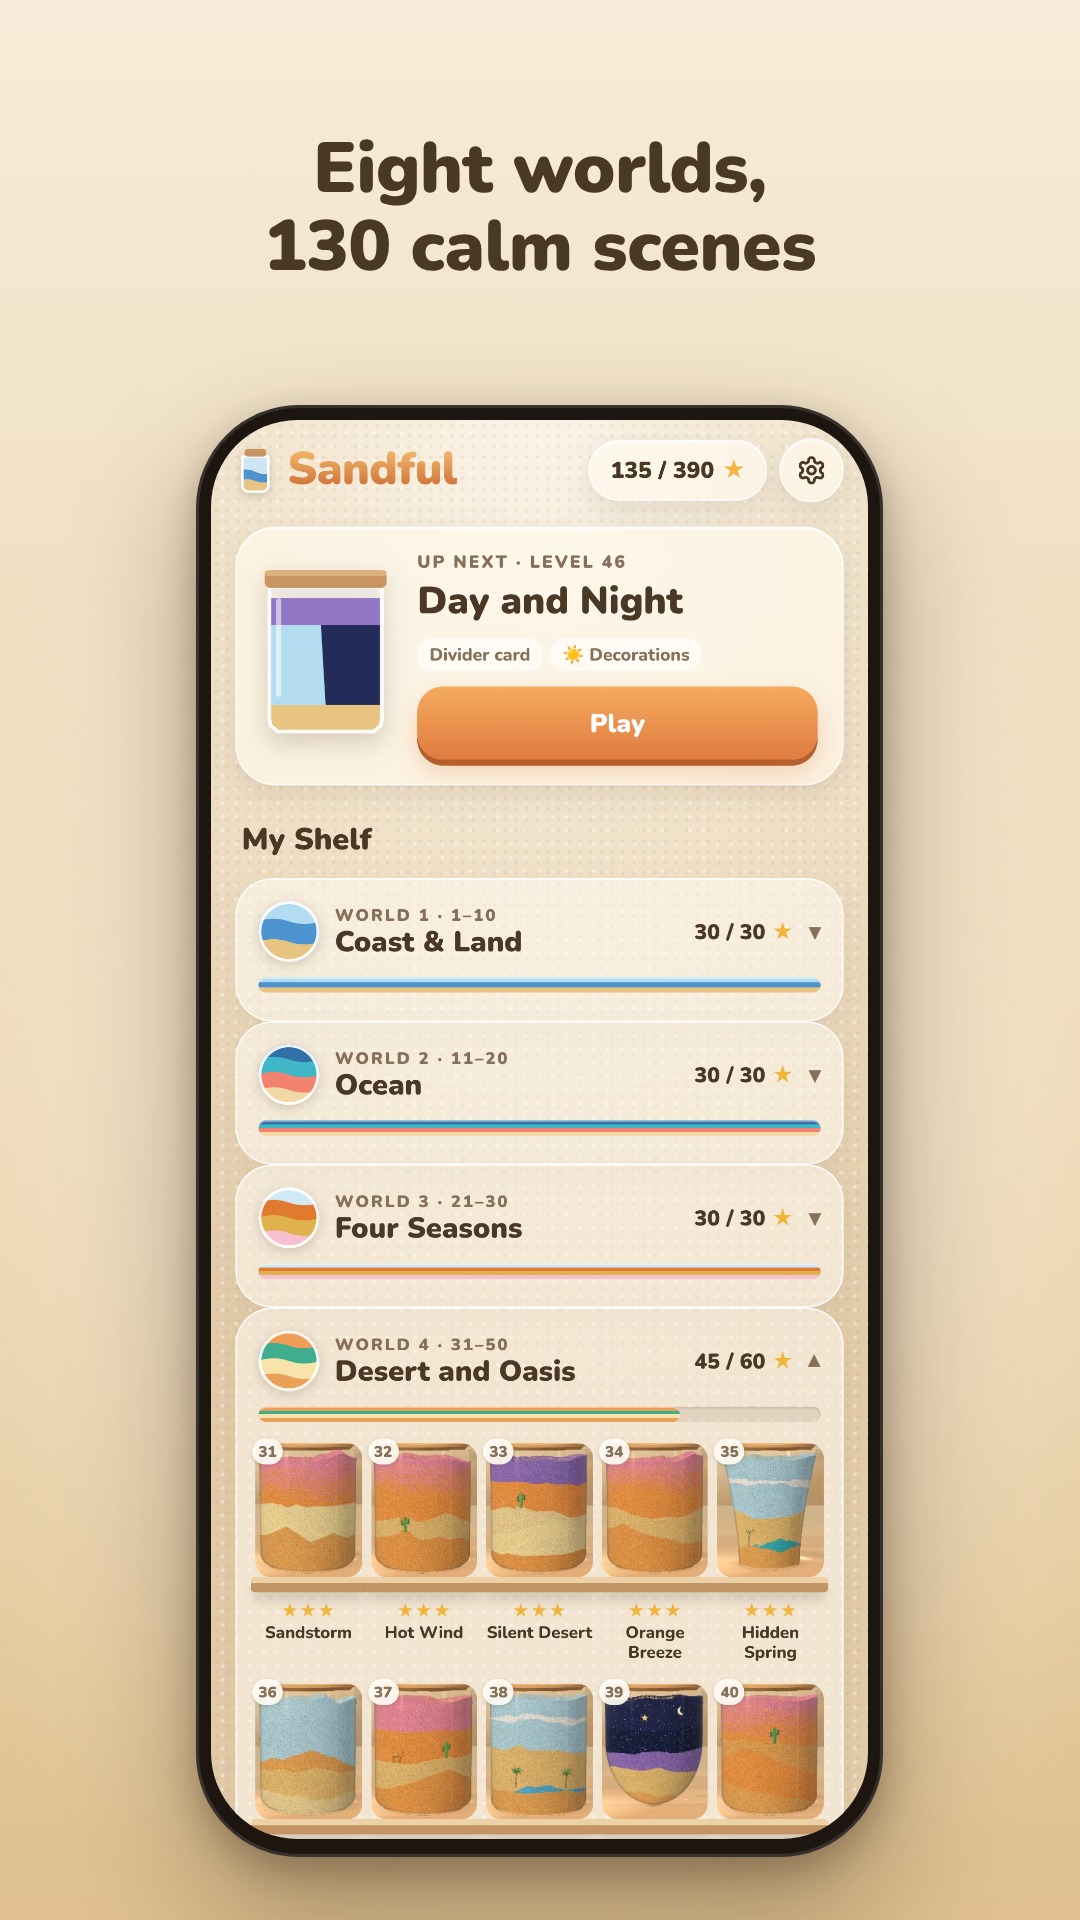 Eight worlds,
130 calm scenes
Sandful
135 / 390 ★
UP NEXT · LEVEL 46
Day and Night
Divider card
☀️ Decorations
Play
My Shelf
WORLD 1 · 1–10
Coast & Land
30 / 30 ★ ▼
WORLD 2 · 11–20
Ocean
30 / 30 ★ ▼
WORLD 3 · 21–30
Four Seasons
30 / 30 ★ ▼
WORLD 4 · 31–50
Desert and Oasis
45 / 60 ★ ▲
31 32 33 34 35
★★★ ★★★ ★★★ ★★★ ★★★
Sandstorm
Hot Wind
Silent Desert
Orange
Breeze
Hidden
Spring
36 37 38 39 40